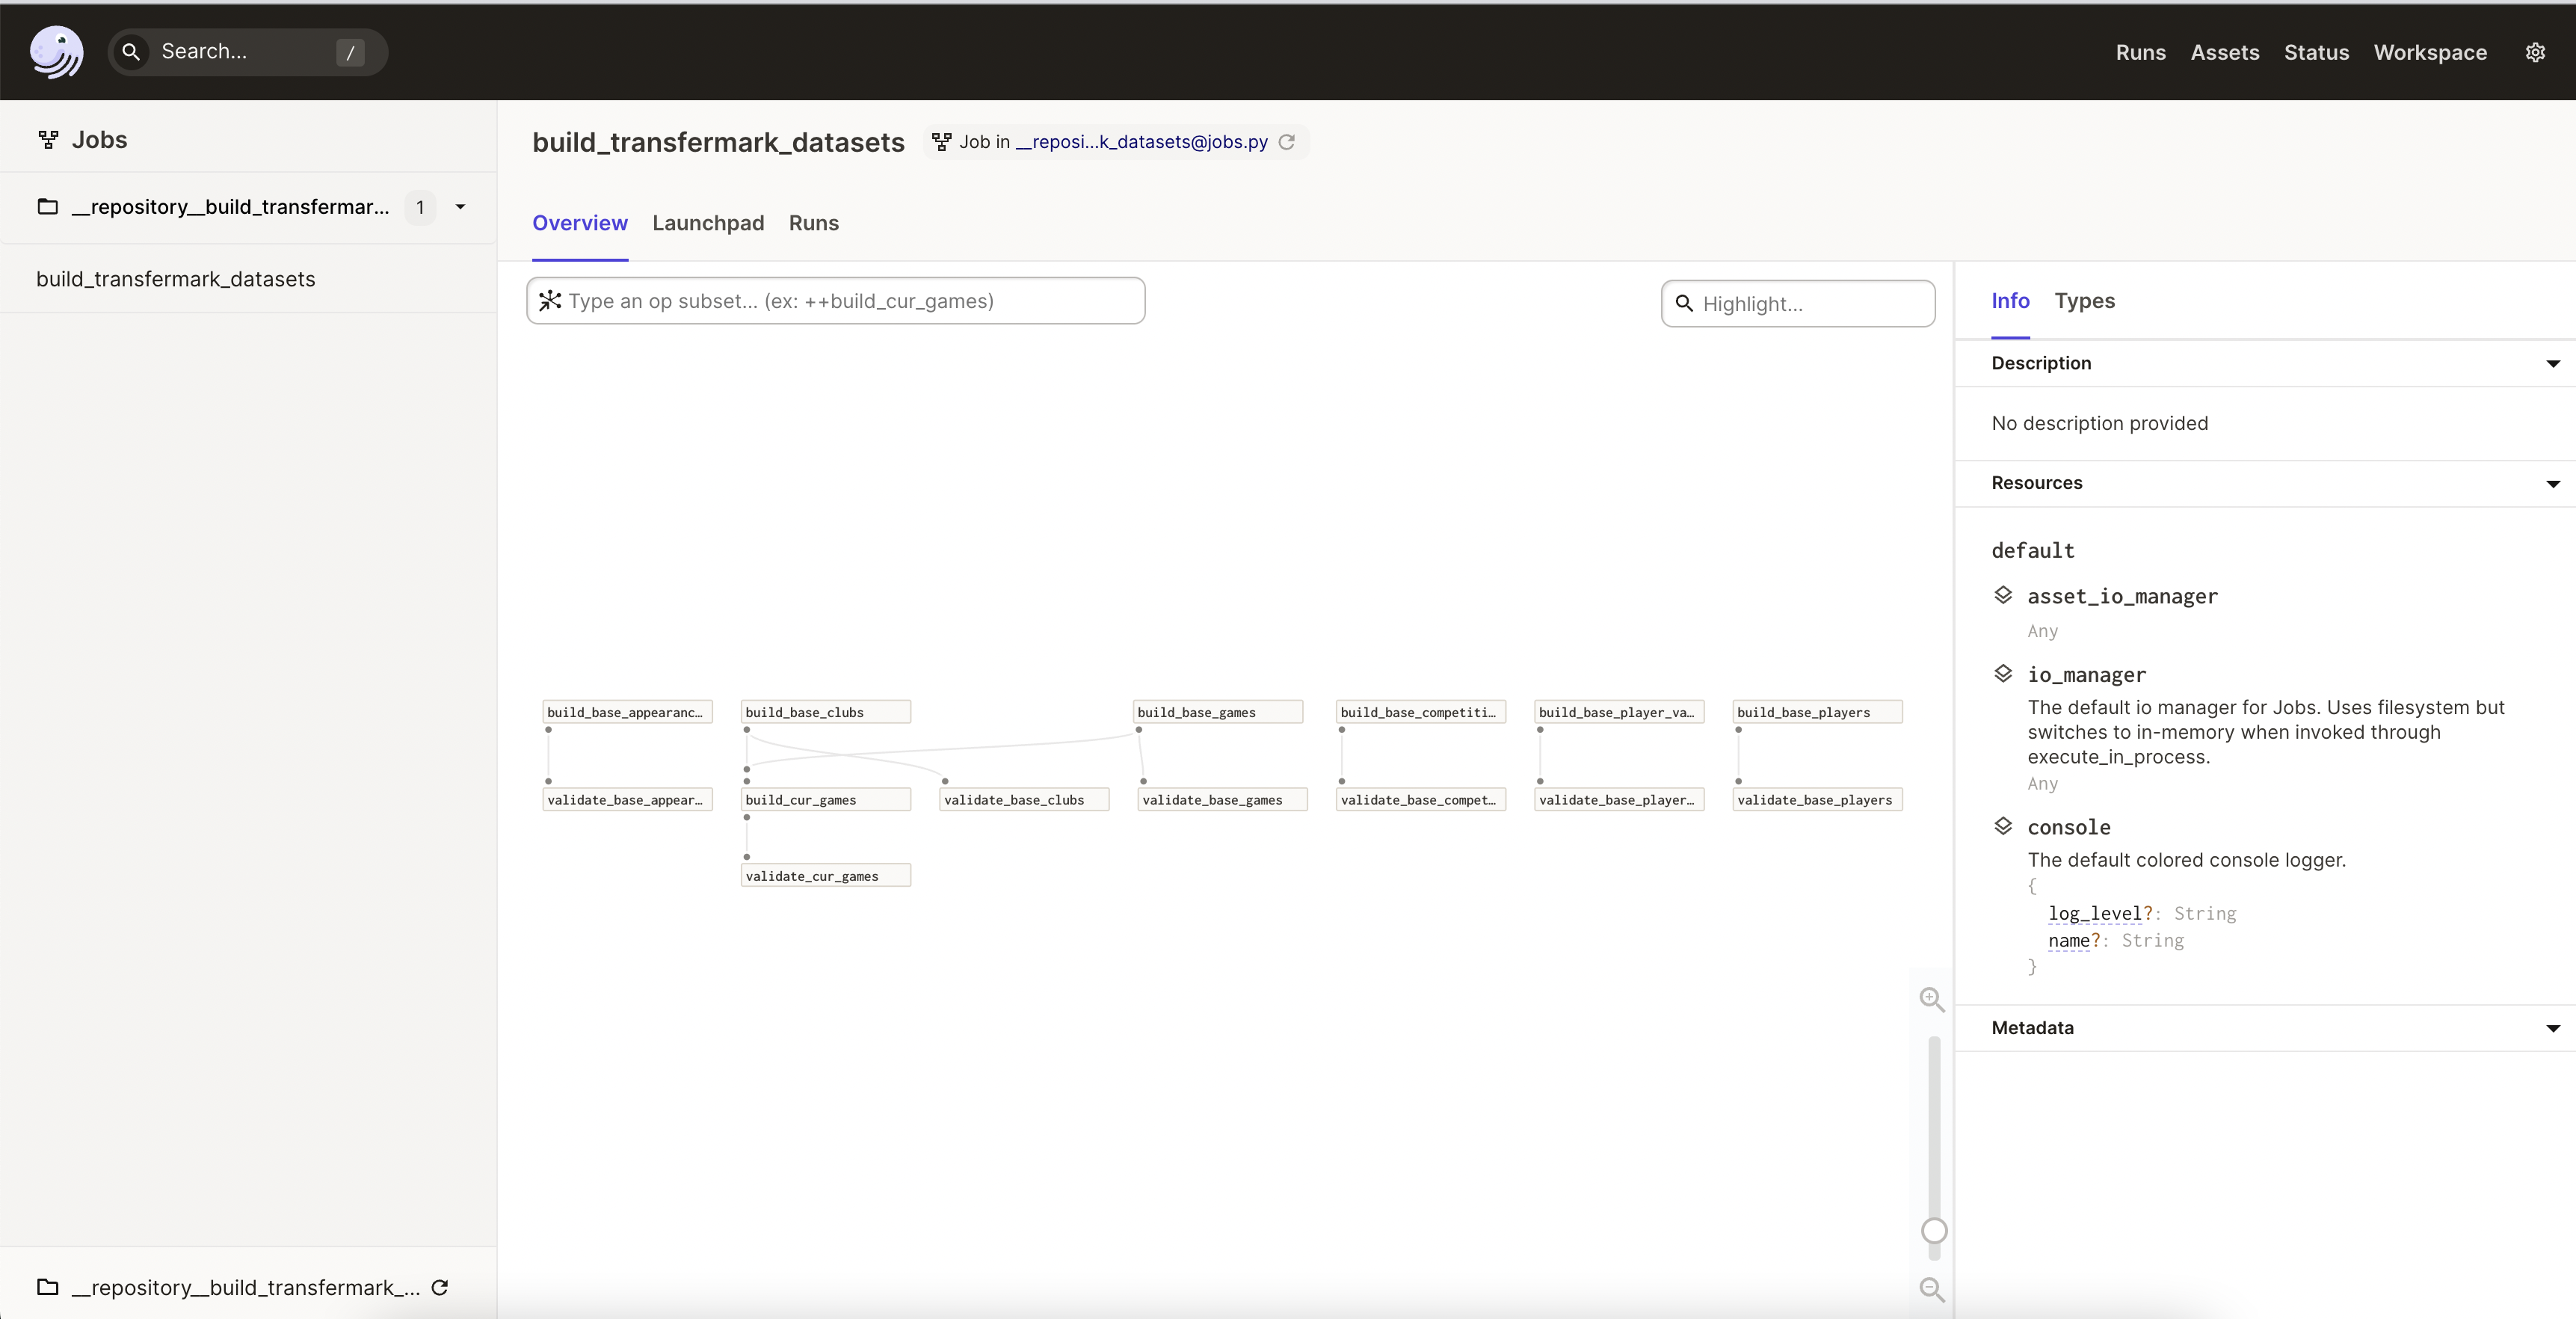 Search... /
Runs Assets Status Workspace
Jobs
__repository__build_transfermar... 1
build_transfermark_datasets
__repository__build_transfermark_...
build_transfermark_datasets Job in __reposi...k_datasets@jobs.py
Overview Launchpad Runs
Type an op subset... (ex: ++build_cur_games)
Highlight...
build_base_appearanc… build_base_clubs build_base_games build_base_competiti… build_base_player_va… build_base_players
validate_base_appear… build_cur_games validate_base_clubs validate_base_games validate_base_compet… validate_base_player… validate_base_players
validate_cur_games
Info Types
Description
No description provided
Resources
default
asset_io_manager
Any
io_manager
The default io manager for Jobs. Uses filesystem but
switches to in-memory when invoked through
execute_in_process.
Any
console
The default colored console logger.
{
log_level?: String
name?: String
}
Metadata